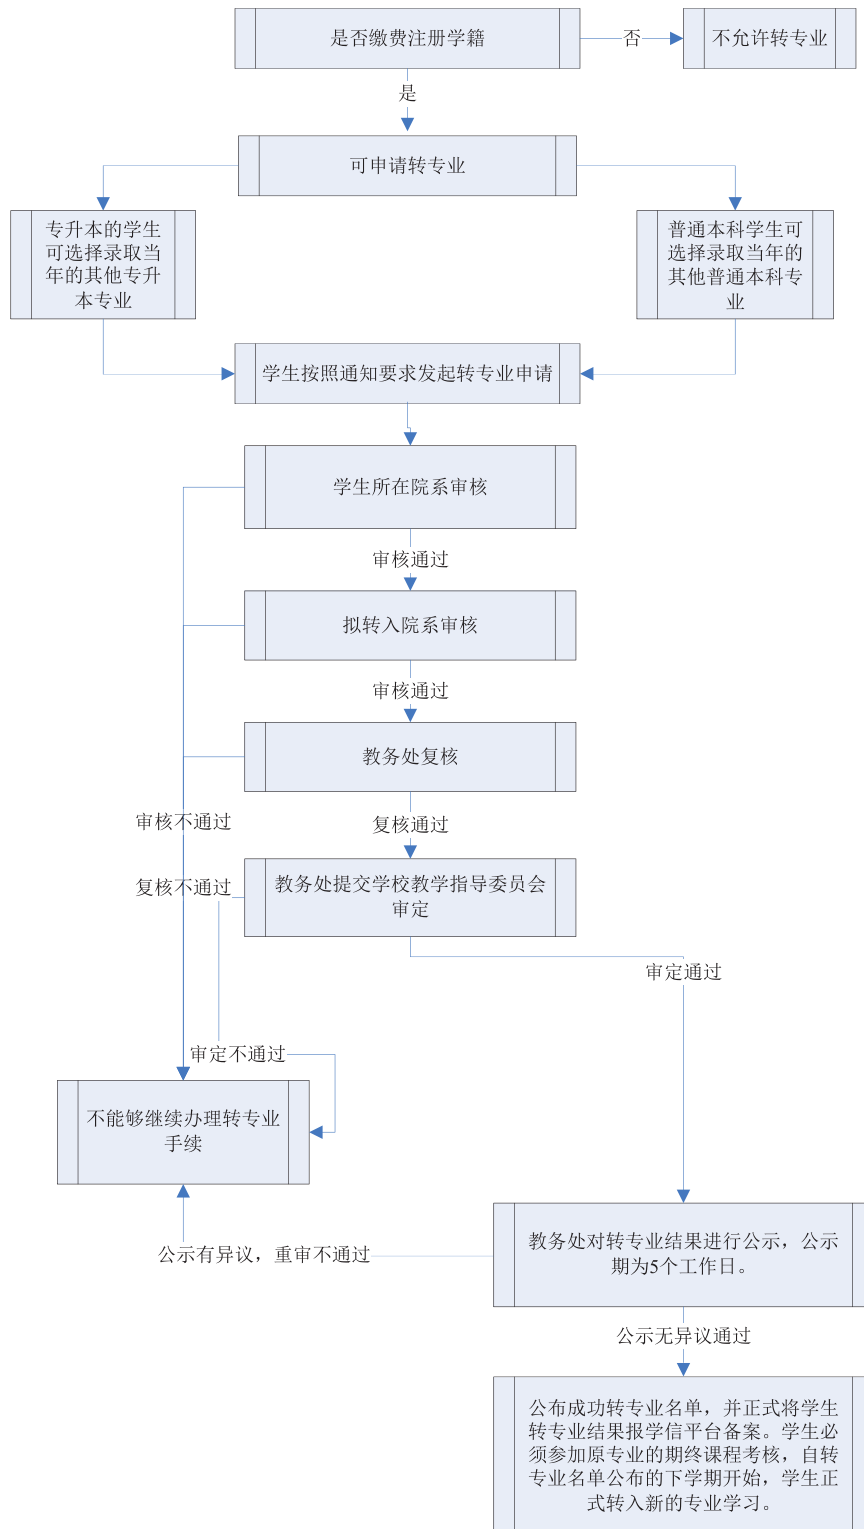 是否缴费注册学籍
否
不允许转专业
是
可申请转专业
专升本的学生
可选择录取当
年的其他专升
本专业
普通本科学生可
选择录取当年的
其他普通本科专
业
学生按照通知要求发起转专业申请
学生所在院系审核
审核通过
拟转入院系审核
审核通过
教务处复核
审核不通过
复核通过
复核不通过
教务处提交学校教学指导委员会
审定
审定通过
审定不通过
不能够继续办理转专业
手续
公示有异议，重审不通过
教务处对转专业结果进行公示，公示
期为5个工作日。
公示无异议通过
公布成功转专业名单，并正式将学生
转专业结果报学信平台备案。学生必
须参加原专业的期终课程考核，自转
专业名单公布的下学期开始，学生正
式转入新的专业学习。